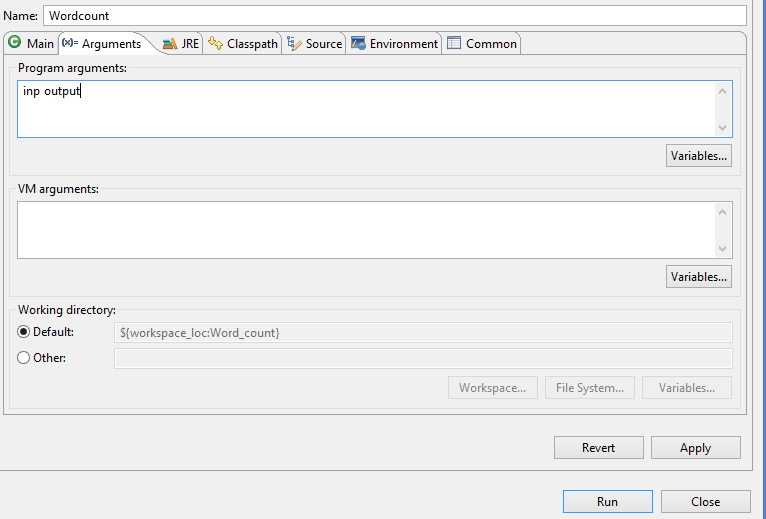 Name: Wordcount
Main (x)= Arguments JRE Classpath Source Environment Common
Program arguments:
inp output
Variables...
VM arguments:
Variables...
Working directory:
Default: ${workspace_loc:Word_count}
Other:
Workspace... File System... Variables...
Revert Apply
Run Close